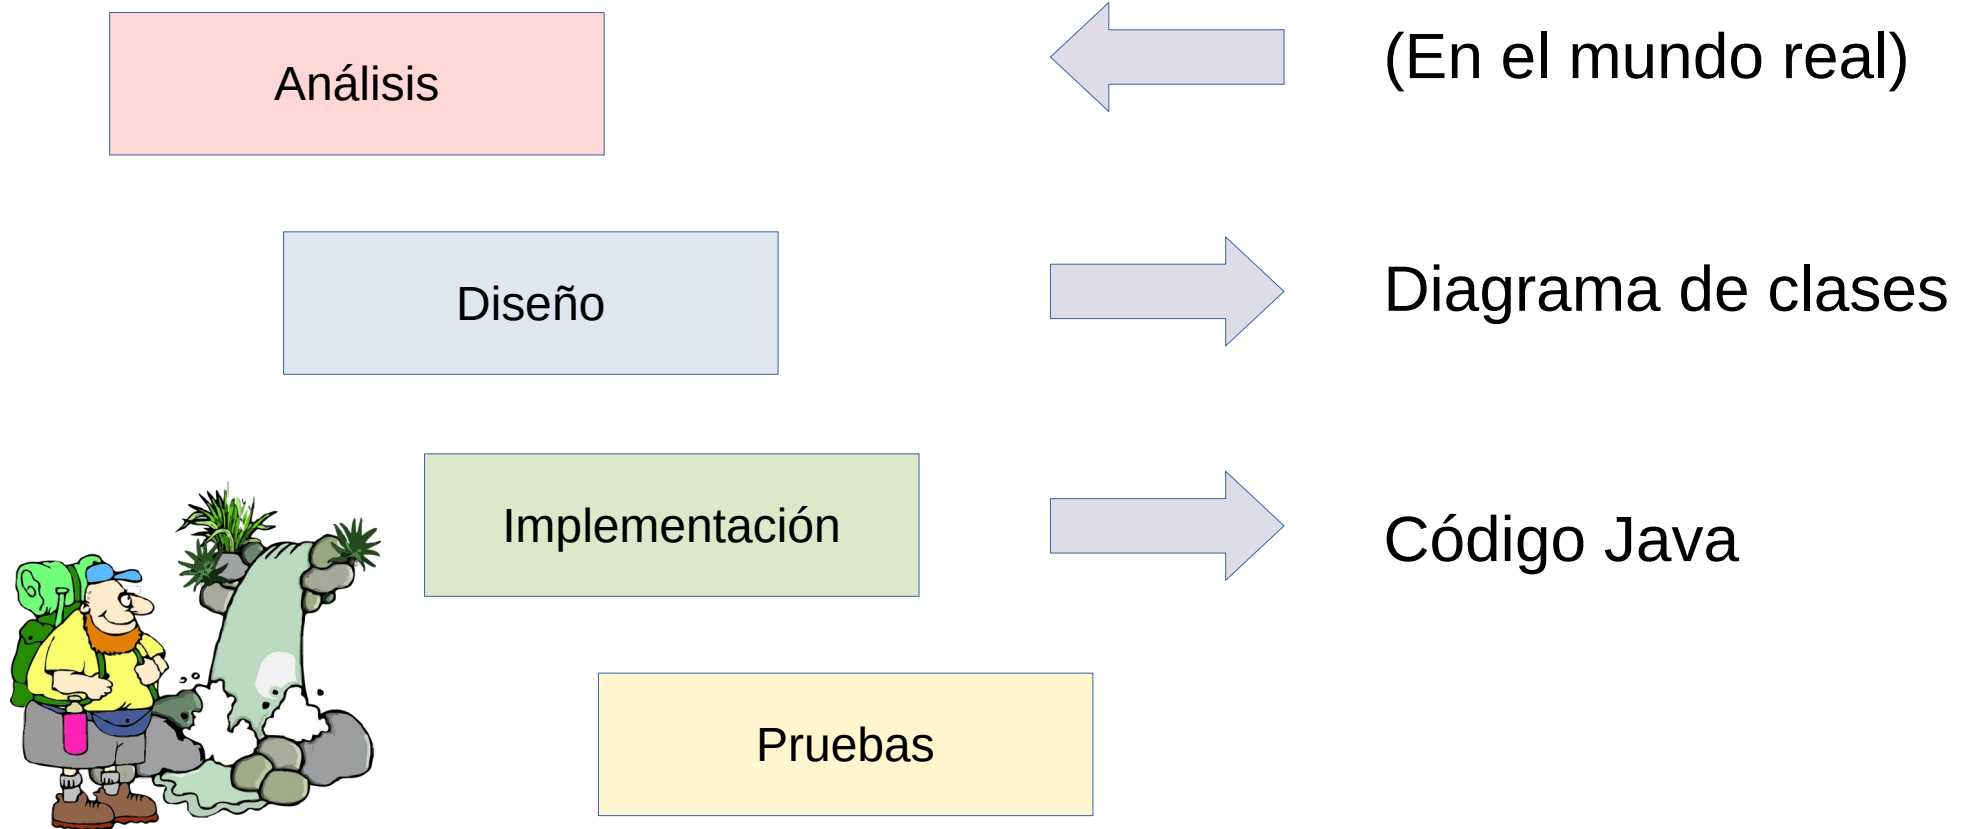 Análisis
(En el mundo real)
Diseño
Diagrama de clases
Implementación
Código Java
Pruebas